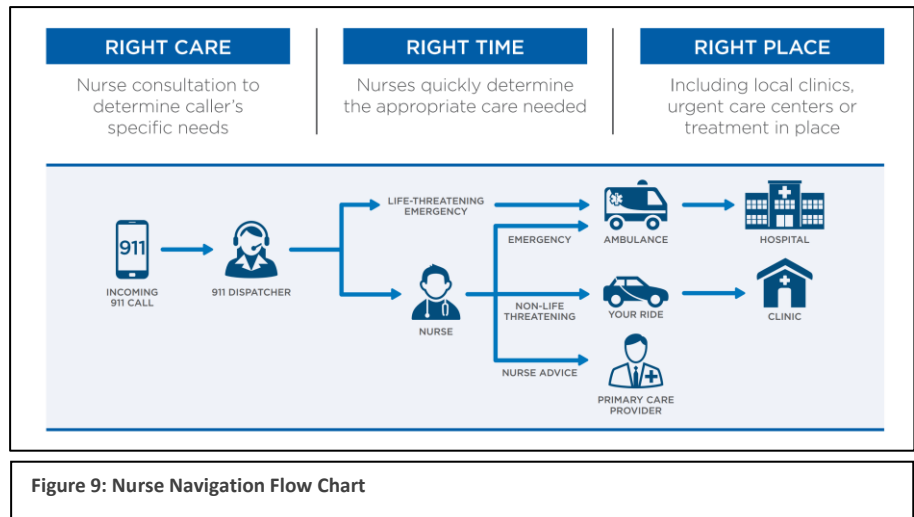 RIGHT CARE
Nurse consultation to
determine caller's
specific needs
RIGHT TIME
Nurses quickly determine
the appropriate care needed
RIGHT PLACE
Including local clinics,
urgent care centers or
treatment in place
911
INCOMING
911 CALL
911 DISPATCHER
LIFE-THREATENING
EMERGENCY
NURSE
EMERGENCY
AMBULANCE
HOSPITAL
NON-LIFE
THREATENING
YOUR RIDE
CLINIC
NURSE ADVICE
PRIMARY CARE
PROVIDER
Figure 9: Nurse Navigation Flow Chart